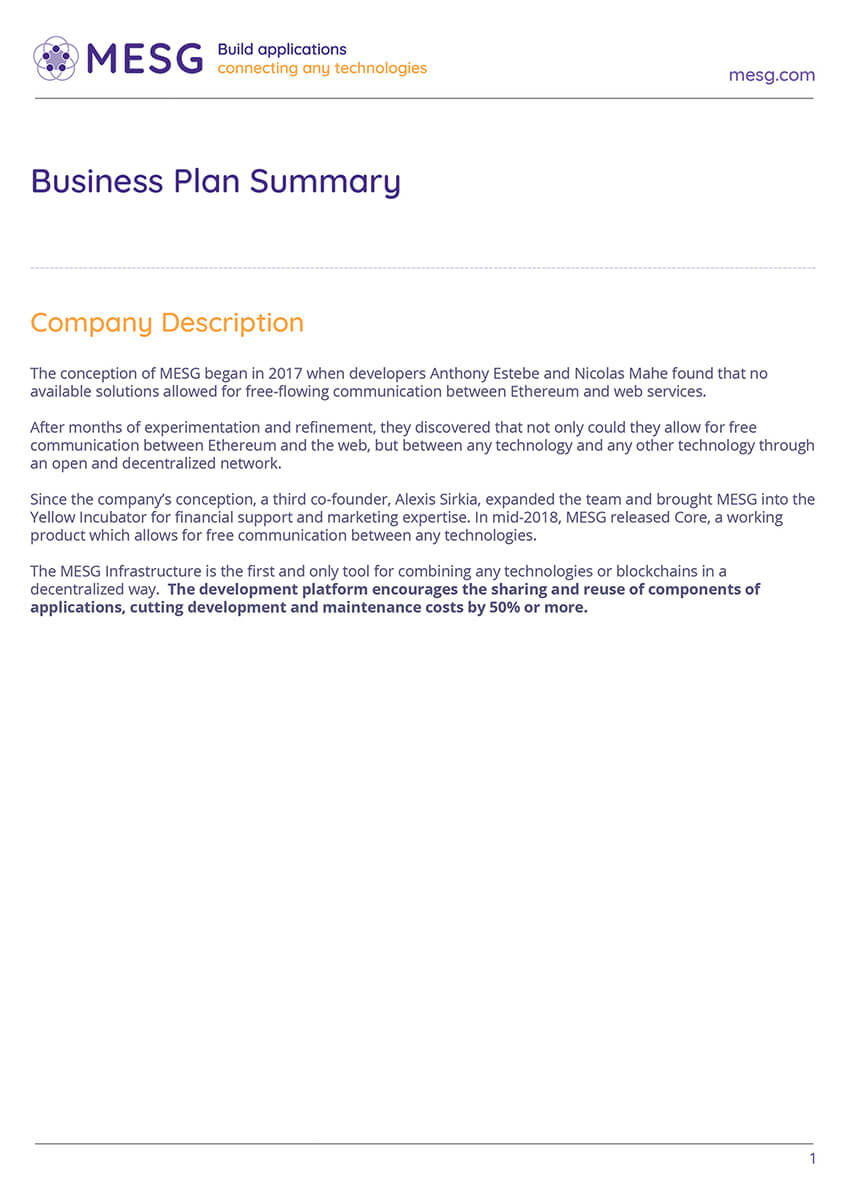 MESG
Build applications
connecting any technologies
mesg.com
Business Plan Summary
Company Description
The conception of MESG began in 2017 when developers Anthony Estebe and Nicolas Mahe found that no
available solutions allowed for free-flowing communication between Ethereum and web services.
After months of experimentation and refinement, they discovered that not only could they allow for free
communication between Ethereum and the web, but between any technology and any other technology through
an open and decentralized network.
Since the company’s conception, a third co-founder, Alexis Sirkia, expanded the team and brought MESG into the
Yellow Incubator for financial support and marketing expertise. In mid-2018, MESG released Core, a working
product which allows for free communication between any technologies.
The MESG Infrastructure is the first and only tool for combining any technologies or blockchains in a
decentralized way.  The development platform encourages the sharing and reuse of components of
applications, cutting development and maintenance costs by 50% or more.
1